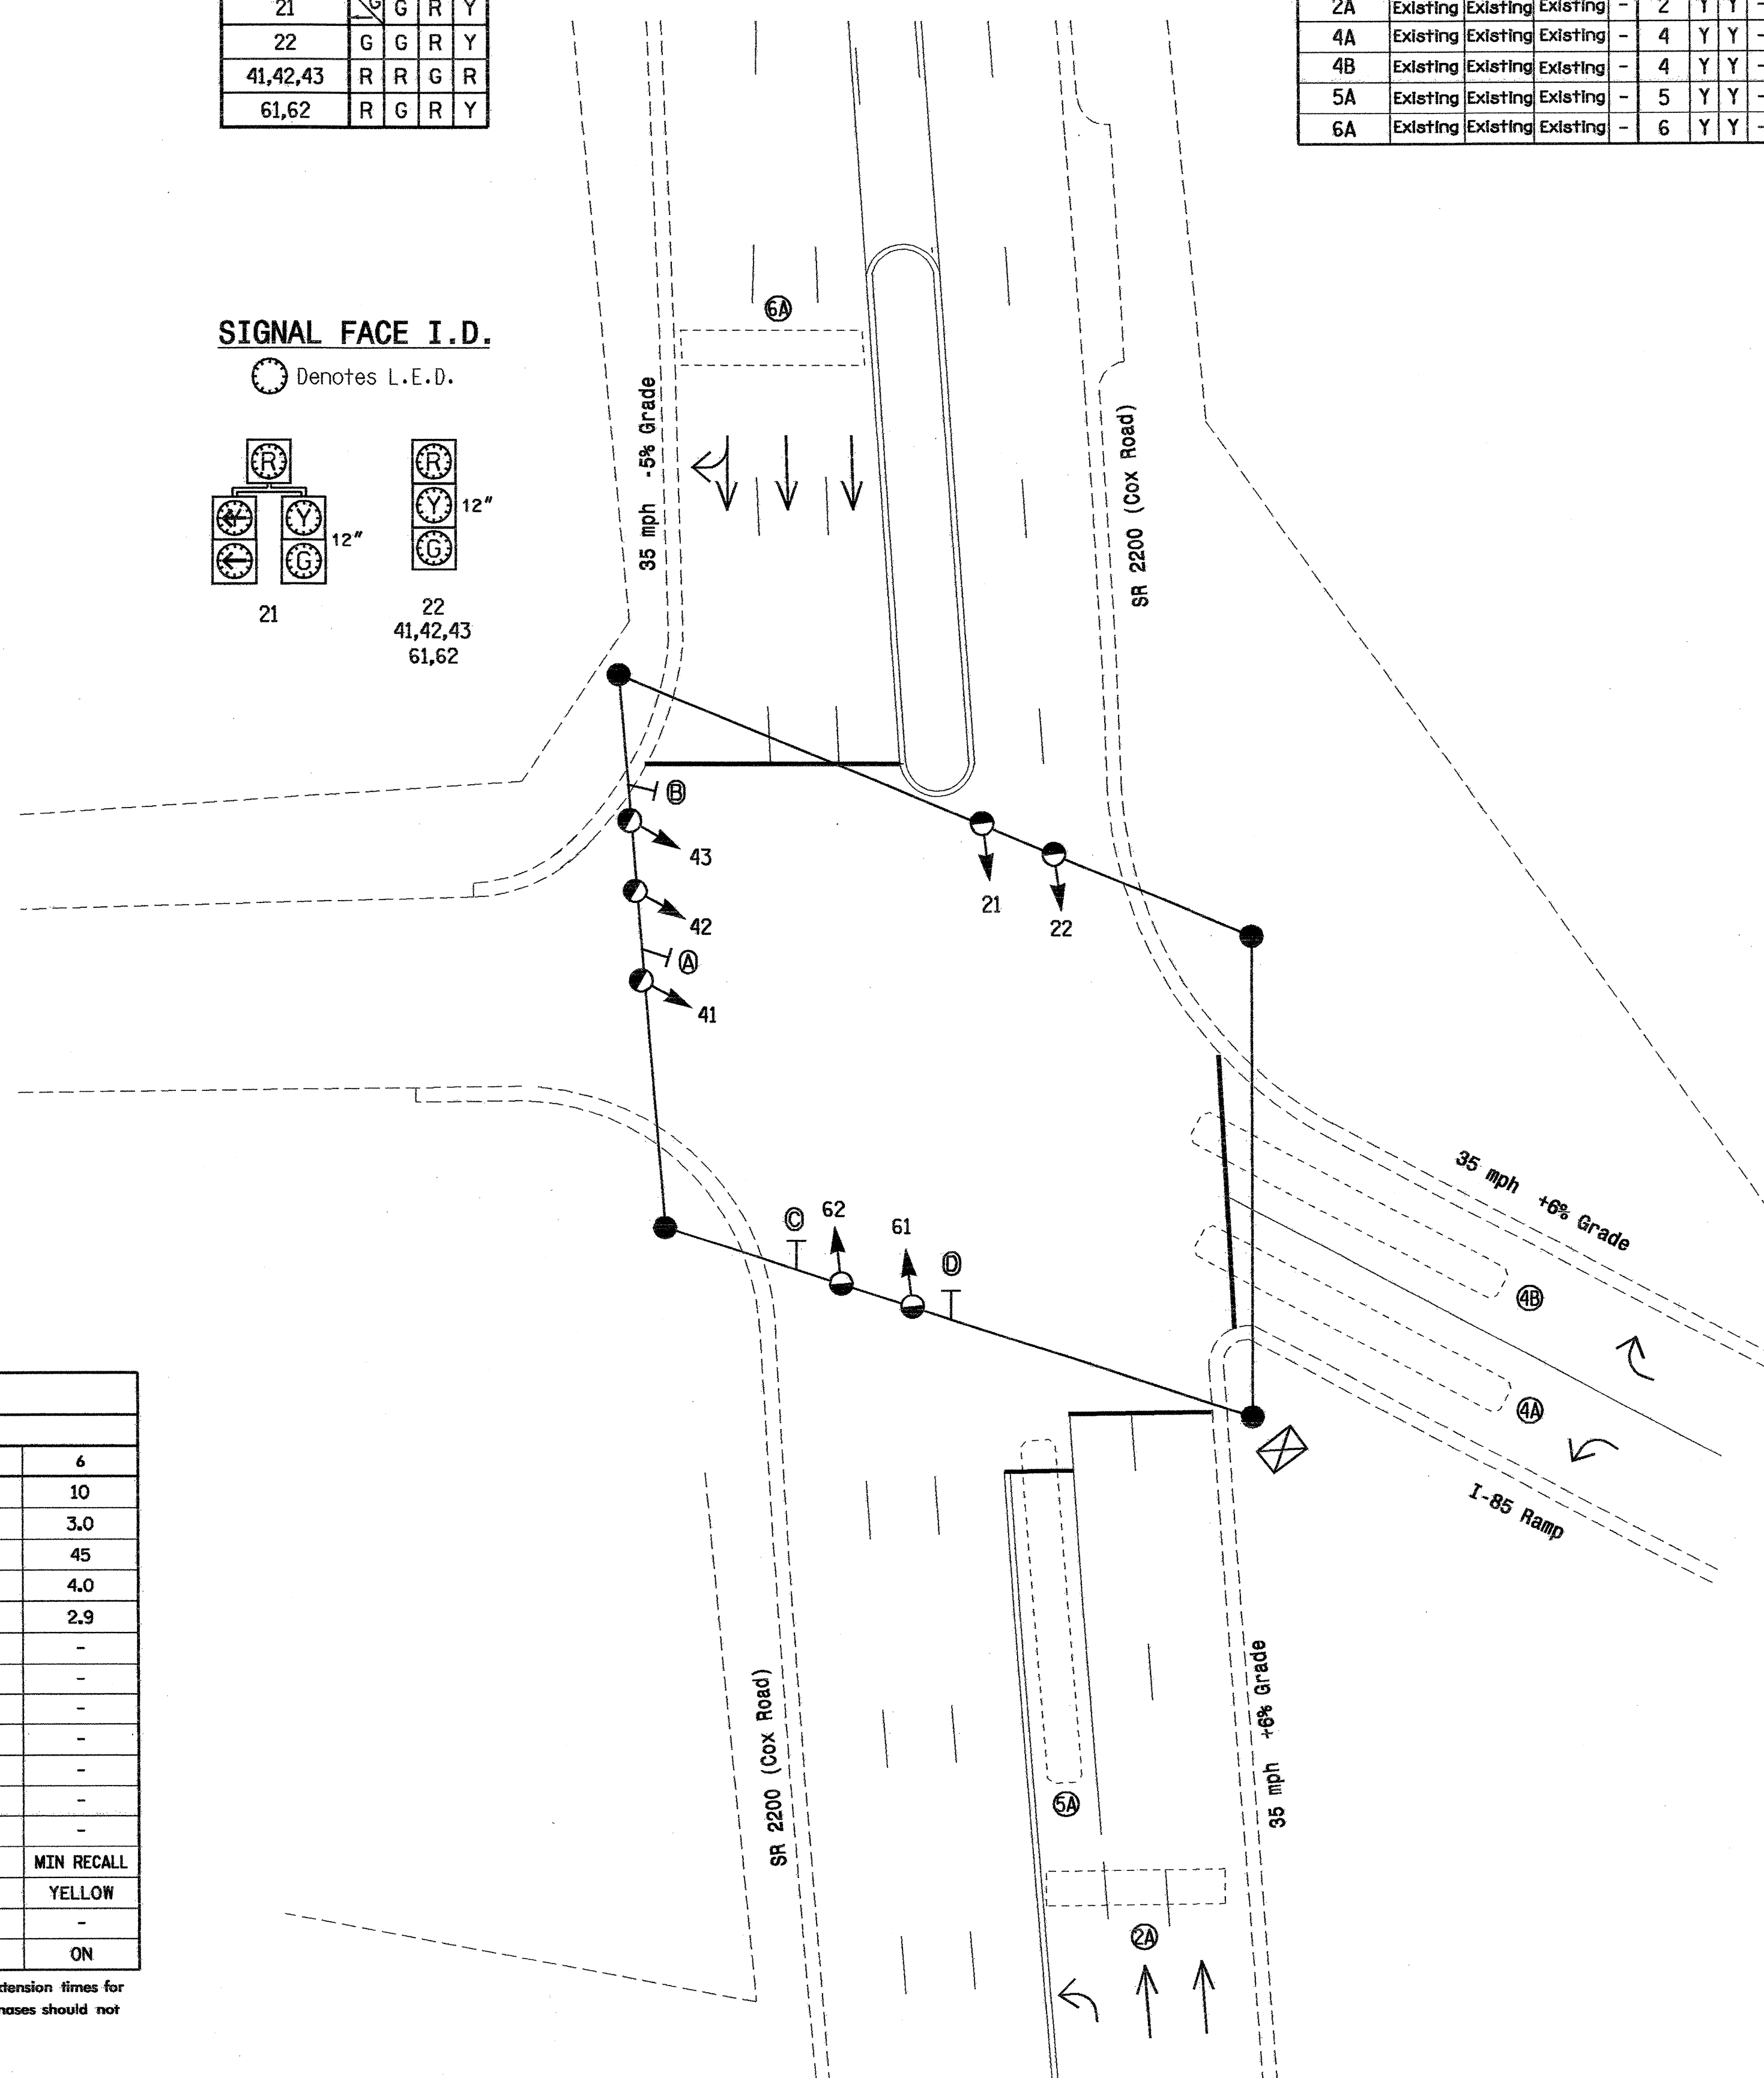 21 G G R Y
22 G G R Y
41,42,43 R R G R
61,62 R G R Y
2A Existing Existing Existing - 2 Y Y -
4A Existing Existing Existing - 4 Y Y -
4B Existing Existing Existing - 4 Y Y -
5A Existing Existing Existing - 5 Y Y -
6A Existing Existing Existing - 6 Y Y -
SIGNAL FACE I.D.
Denotes L.E.D.
R
Y Y 12"
G
21
R
Y 12"
G
22
41,42,43
61,62
6A
35 mph -5% Grade
SR 2200 (Cox Road)
B
43
42
A
41
21
22
C
62
61
D
35 mph +6% Grade
4B
4A
I-85 Ramp
SR 2200 (Cox Road)
5A
35 mph +6% Grade
2A
6
10
3.0
45
4.0
2.9
-
-
-
-
-
-
-
MIN RECALL
YELLOW
-
ON
times for
should not